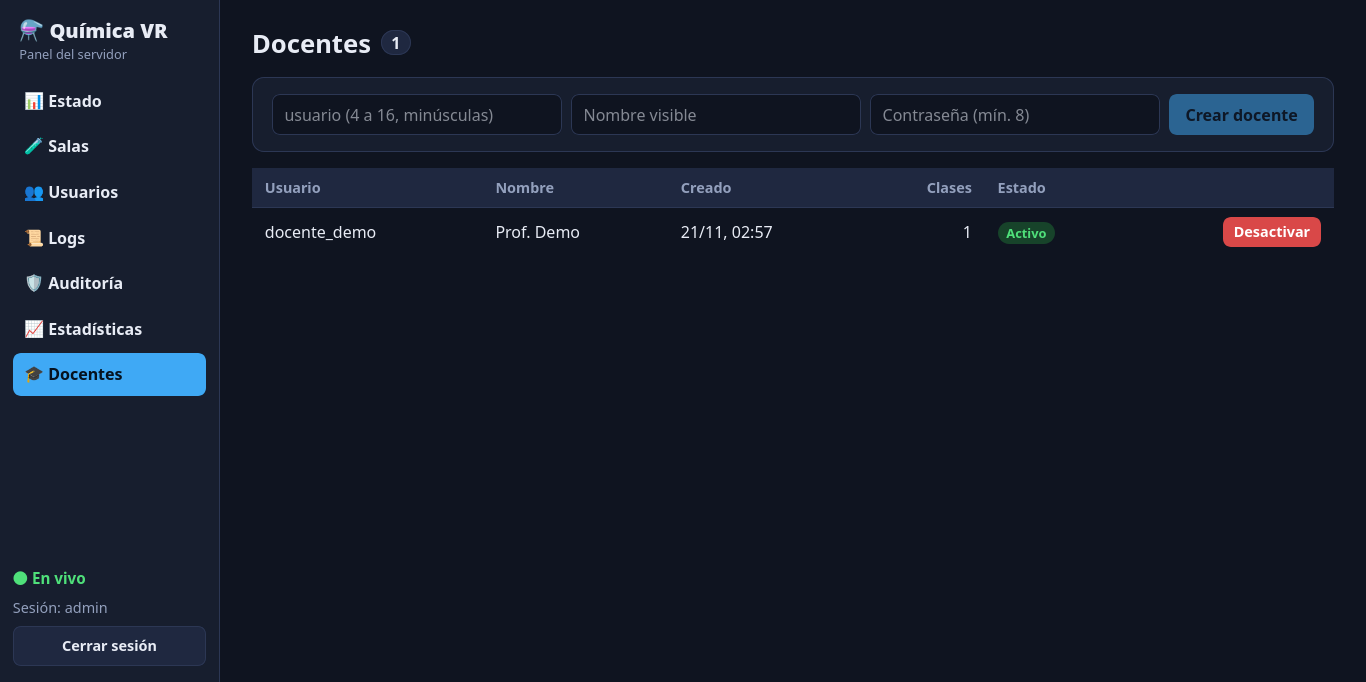 Química VR
Panel del servidor
Estado
Salas
Usuarios
Logs
Auditoría
Estadísticas
Docentes
En vivo
Sesión: admin
Cerrar sesión
Docentes 1
usuario (4 a 16, minúsculas) Nombre visible Contraseña (mín. 8) Crear docente
Usuario Nombre Creado Clases Estado
docente_demo Prof. Demo 21/11, 02:57 1 Activo Desactivar